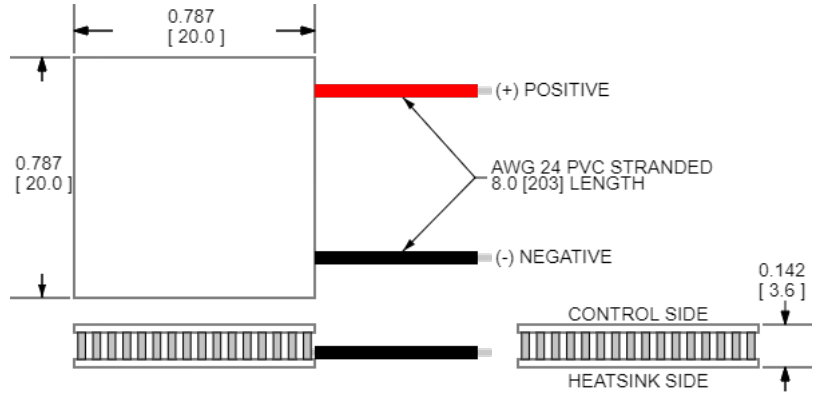 0.787
[ 20.0 ]
(+) POSITIVE
0.787
[ 20.0 ]
AWG 24 PVC STRANDED
8.0 [203] LENGTH
(-) NEGATIVE
0.142
[ 3.6 ]
CONTROL SIDE
HEATSINK SIDE